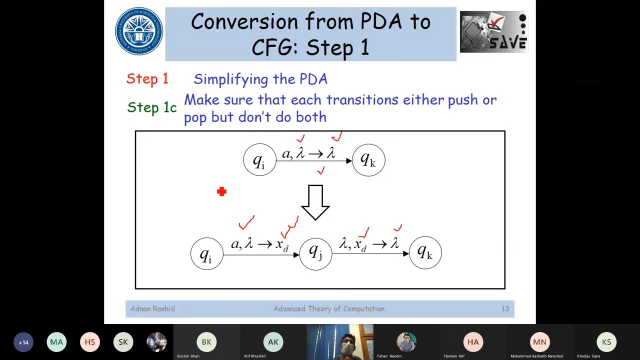 Conversion from PDA to
CFG: Step 1
SAVE
Step 1 Simplifying the PDA
Step 1c Make sure that each transitions either push or
pop but don't do both
qi a, λ → λ qk
qi a, λ → xd qj λ, xd → λ qk
Adnan Rashid Advanced Theory of Computation 13
+14 MA HS SK BK AK HA MN KS
Fahad Naeem